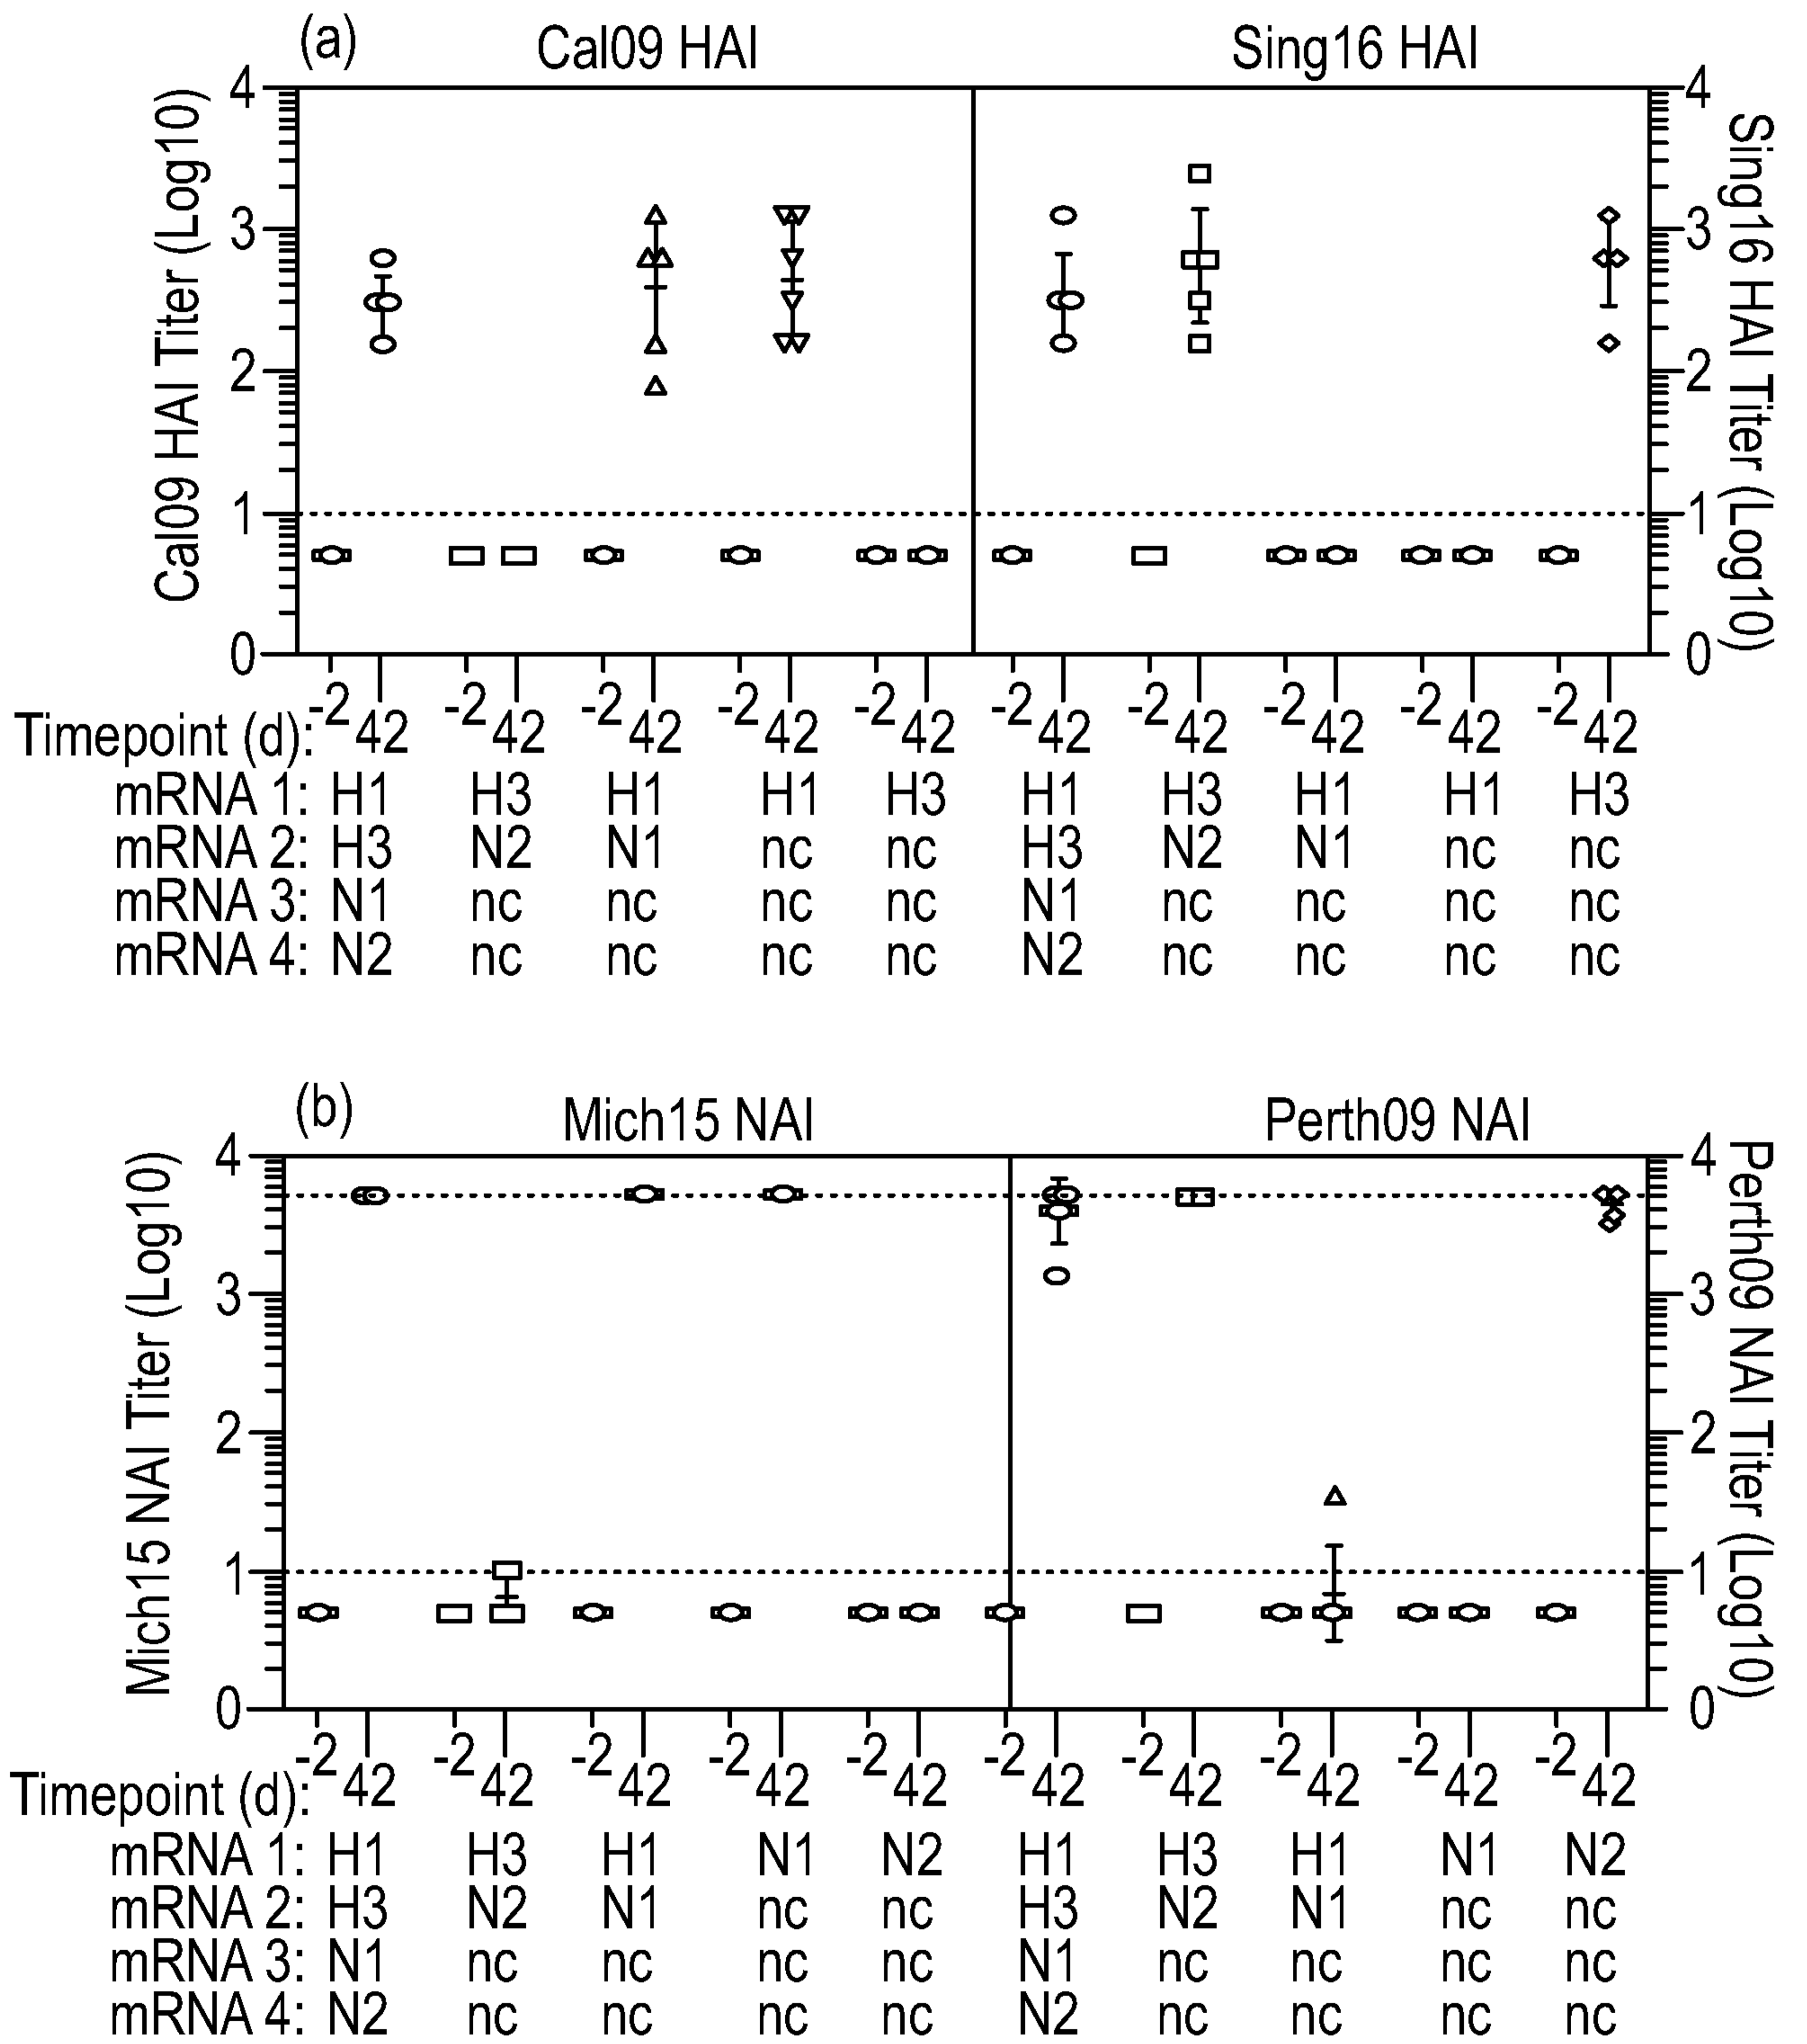 (a) Cal09 HAI Sing16 HAI
Cal09 HAI Titer (Log10)
4 3 2 1 0
4 3 2 1 0
Sing16 HAI Titer (Log10)
Timepoint (d): -2 42 -2 42 -2 42 -2 42 -2 42 -2 42 -2 42 -2 42 -2 42 -2 42
mRNA 1: H1 H3 H1 H1 H3 H1 H3 H1 H1 H3
mRNA 2: H3 N2 N1 nc nc H3 N2 N1 nc nc
mRNA 3: N1 nc nc nc nc N1 nc nc nc nc
mRNA 4: N2 nc nc nc nc N2 nc nc nc nc
(b) Mich15 NAI Perth09 NAI
Mich15 NAI Titer (Log10)
4 3 2 1 0
4 3 2 1 0
Perth09 NAI Titer (Log10)
Timepoint (d): -2 42 -2 42 -2 42 -2 42 -2 42 -2 42 -2 42 -2 42 -2 42 -2 42
mRNA 1: H1 H3 H1 N1 N2 H1 H3 H1 N1 N2
mRNA 2: H3 N2 N1 nc nc H3 N2 N1 nc nc
mRNA 3: N1 nc nc nc nc N1 nc nc nc nc
mRNA 4: N2 nc nc nc nc N2 nc nc nc nc